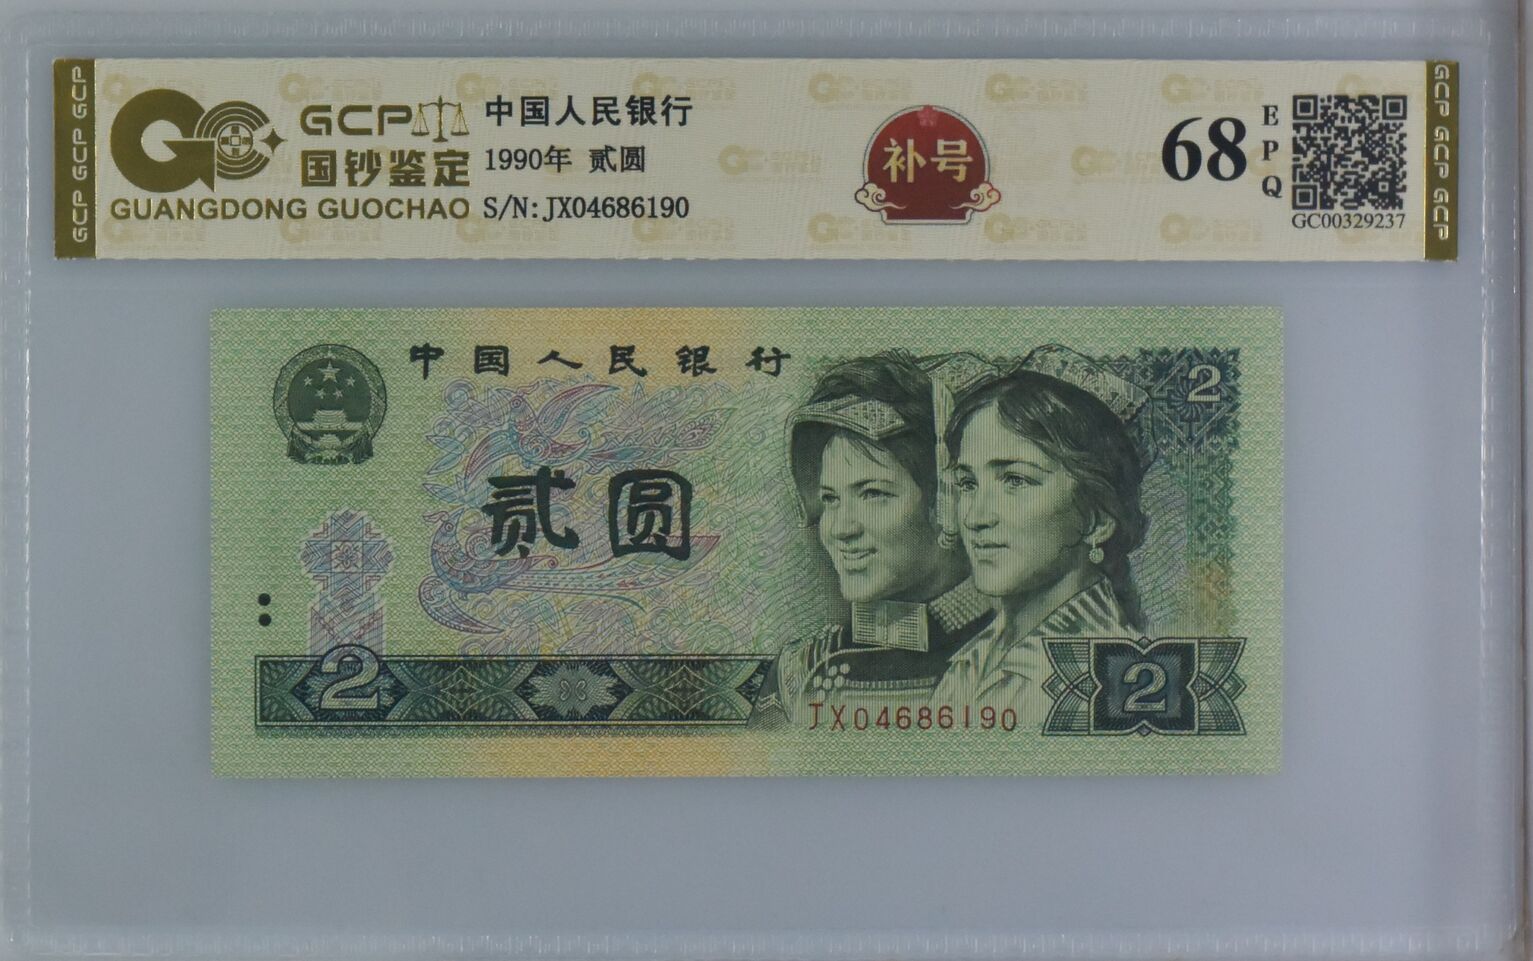 GCP GCP GCP
GCP
国钞鉴定
GUANGDONG GUOCHAO
中国人民银行
1990年 贰圆
S/N:JX04686190
补号
68
EPQ
GC00329237
GCP GCP GCP
中国人民银行
2
贰圆
2
JX04686190
2